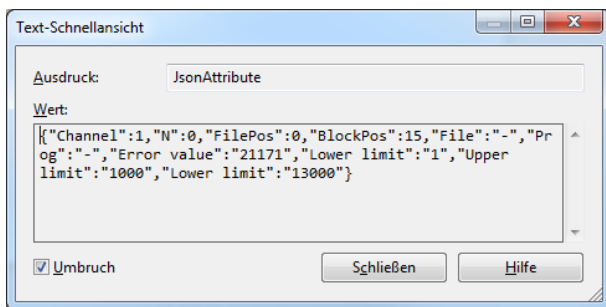 Text-Schnellansicht
Ausdruck: JsonAttribute
Wert:
{"Channel":1,"N":0,"FilePos":0,"BlockPos":15,"File":"-","Pr
og":"-","Error value":"21171","Lower limit":"1","Upper
limit":"1000","Lower limit":"13000"}
Umbruch Schließen Hilfe